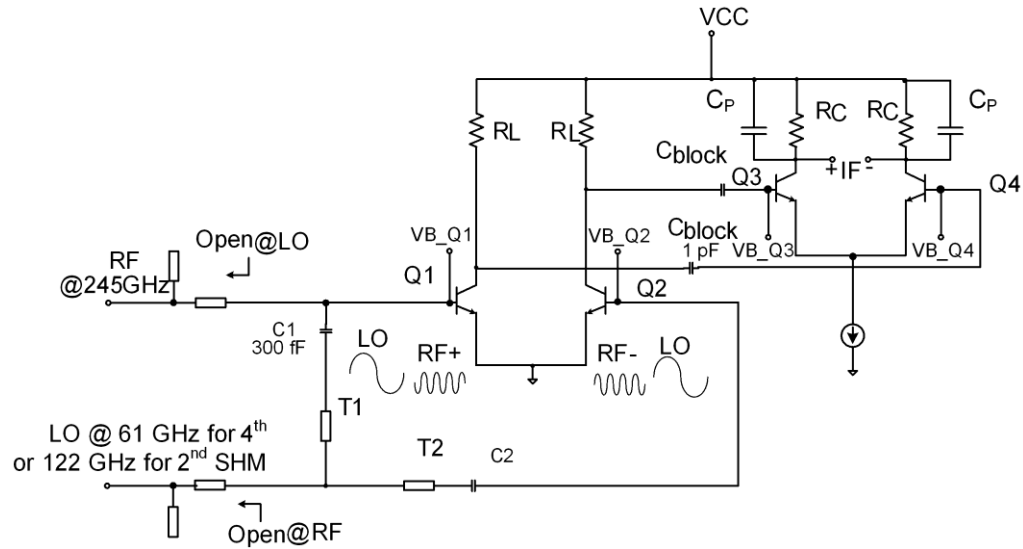 VCC
CP
RC
RC
CP
RL
RL
Cblock
+IF-
Q3
Q4
Open@LO
VB_Q1
VB_Q2
Cblock
1 pF
VB_Q3
VB_Q4
RF
@245GHz
Q1
Q2
C1
300 fF
LO
RF+
RF-
LO
T1
LO @ 61 GHz for 4th
or 122 GHz for 2nd SHM
T2
C2
Open@RF